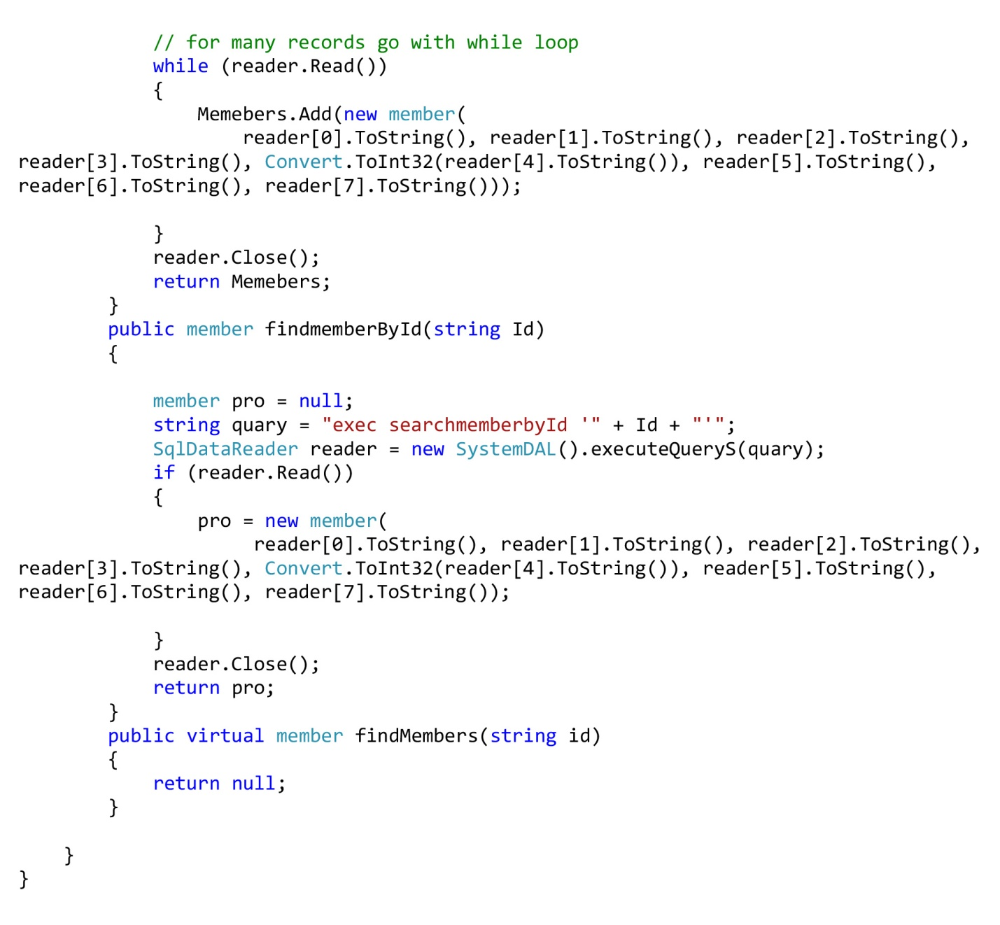 // for many records go with while loop
while (reader.Read())
{
Memebers.Add(new member(
reader[0].ToString(), reader[1].ToString(), reader[2].ToString(),
reader[3].ToString(), Convert.ToInt32(reader[4].ToString()), reader[5].ToString(),
reader[6].ToString(), reader[7].ToString()));
}
reader.Close();
return Memebers;
}
public member findmemberById(string Id)
{
member pro = null;
string quary = "exec searchmemberbyId '" + Id + "'";
SqlDataReader reader = new SystemDAL().executeQueryS(quary);
if (reader.Read())
{
pro = new member(
reader[0].ToString(), reader[1].ToString(), reader[2].ToString(),
reader[3].ToString(), Convert.ToInt32(reader[4].ToString()), reader[5].ToString(),
reader[6].ToString(), reader[7].ToString());
}
reader.Close();
return pro;
}
public virtual member findMembers(string id)
{
return null;
}
}
}